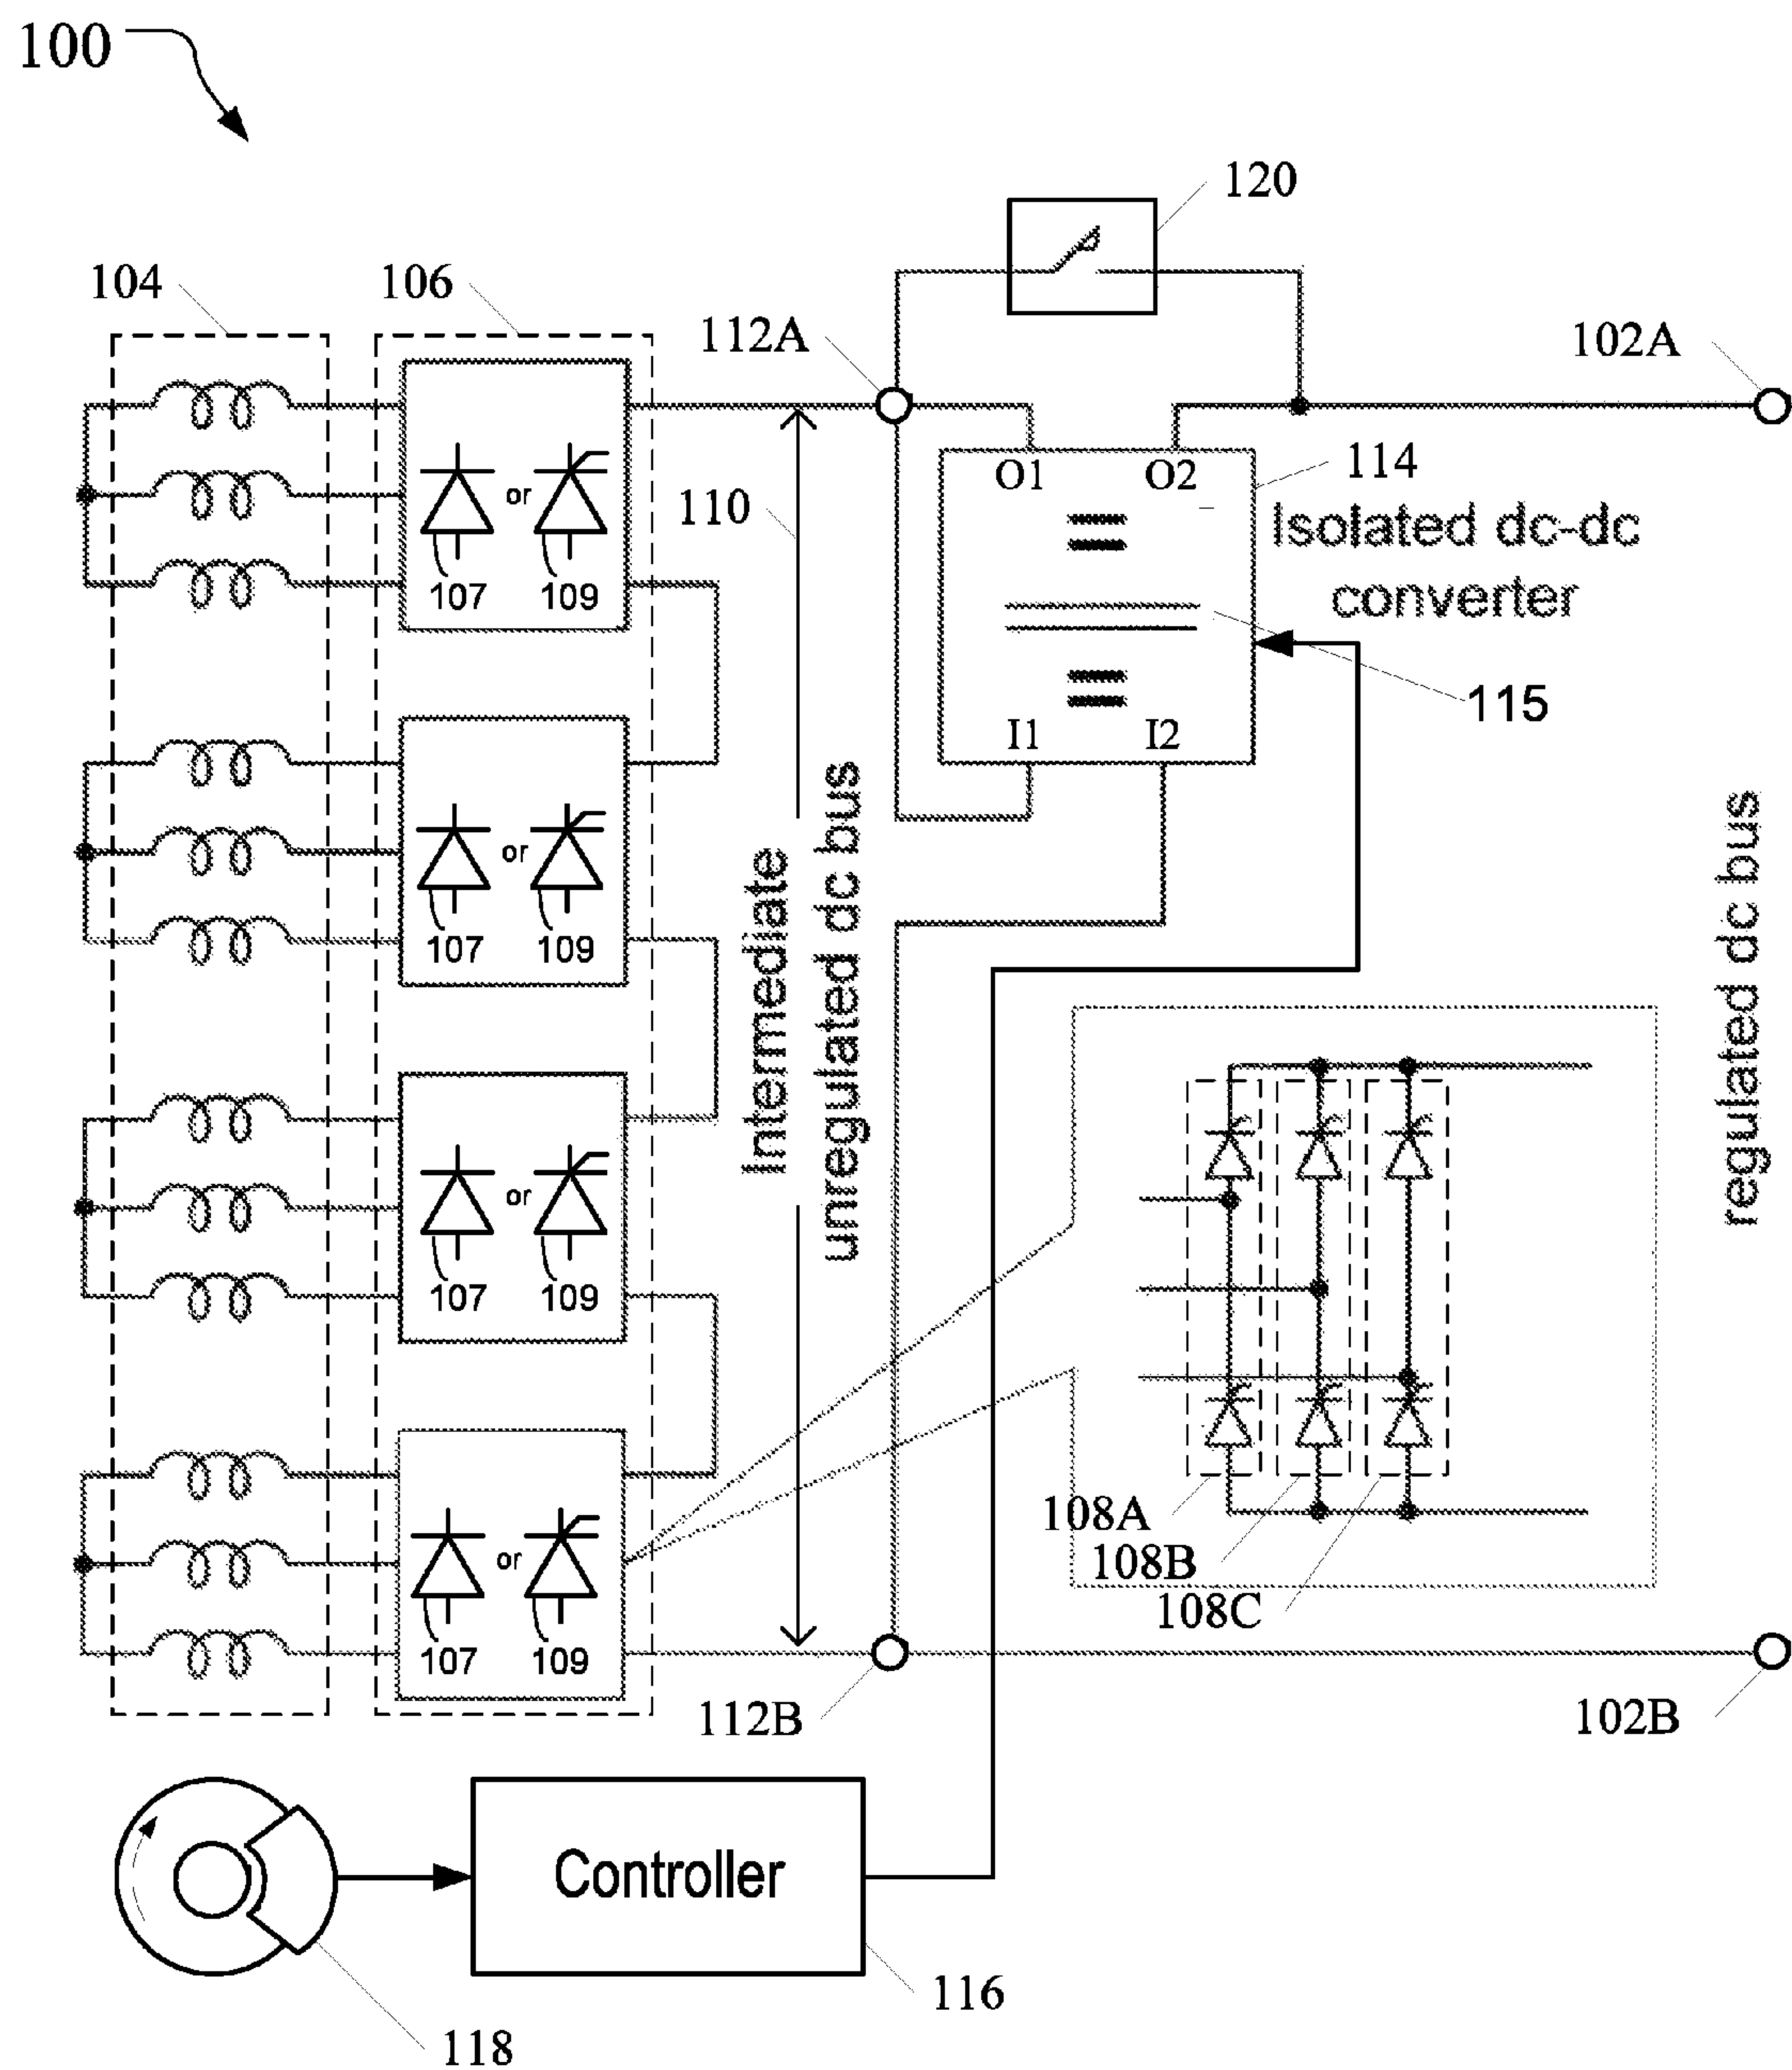 100
120
104
106
112A
102A
O1
O2
114
Isolated dc-dc
converter
or
107
109
110
115
I1
I2
or
107
109
Intermediate
unregulated dc bus
regulated dc bus
or
107
109
or
107
109
108A
108B
108C
112B
102B
Controller
116
118